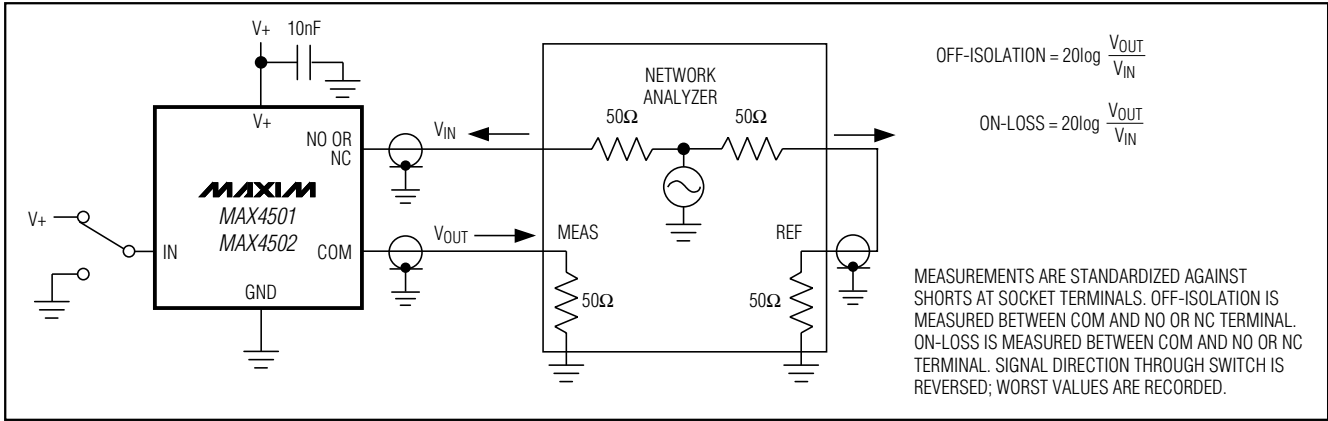 V+ 10nF
V+
NO OR
NC
MAXIM
MAX4501
MAX4502
V+
IN
COM
GND
VIN
VOUT
NETWORK
ANALYZER
50Ω 50Ω
MEAS REF
50Ω 50Ω
OFF-ISOLATION = 20log VOUT
VIN
ON-LOSS = 20log VOUT
VIN
MEASUREMENTS ARE STANDARDIZED AGAINST
SHORTS AT SOCKET TERMINALS. OFF-ISOLATION IS
MEASURED BETWEEN COM AND NO OR NC TERMINAL.
ON-LOSS IS MEASURED BETWEEN COM AND NO OR NC
TERMINAL. SIGNAL DIRECTION THROUGH SWITCH IS
REVERSED; WORST VALUES ARE RECORDED.